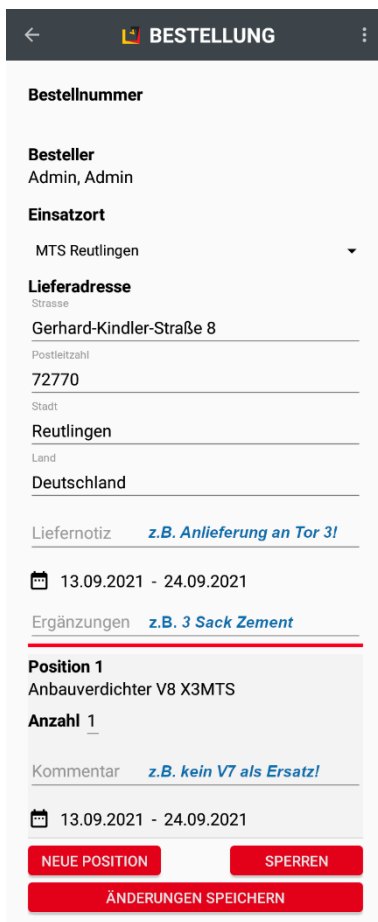 BESTELLUNG
Bestellnummer
Besteller
Admin, Admin
Einsatzort
MTS Reutlingen
Lieferadresse
Strasse
Gerhard-Kindler-Straße 8
Postleitzahl
72770
Stadt
Reutlingen
Land
Deutschland
Liefernotiz z.B. Anlieferung an Tor 3!
13.09.2021 - 24.09.2021
Ergänzungen z.B. 3 Sack Zement
Position 1
Anbauverdichter V8 X3MTS
Anzahl 1
Kommentar z.B. kein V7 als Ersatz!
13.09.2021 - 24.09.2021
NEUE POSITION SPERREN
ÄNDERUNGEN SPEICHERN